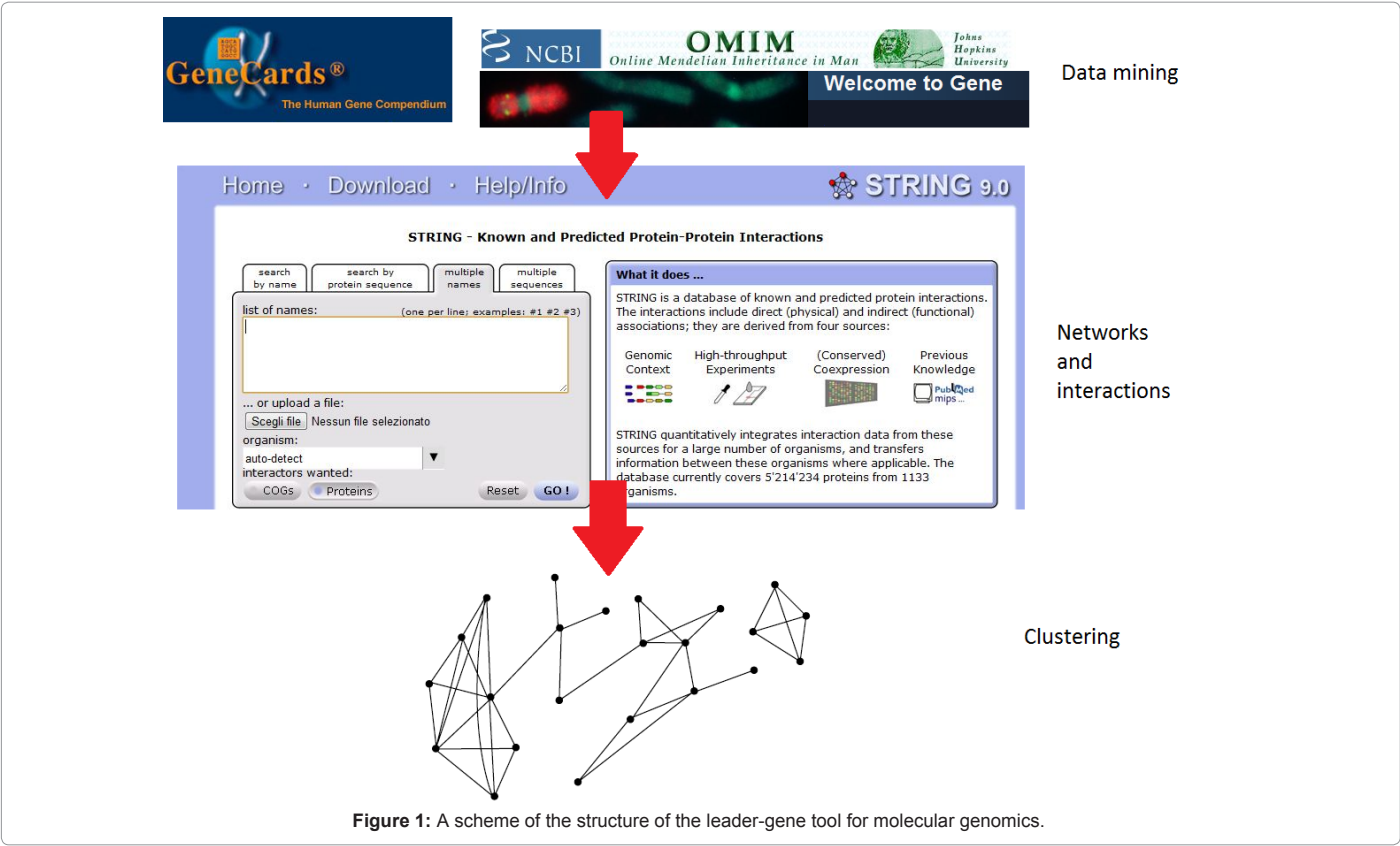 GeneCards®
The Human Gene Compendium
NCBI
OMIM
Online Mendelian Inheritance in Man
Johns
Hopkins
University
Welcome to Gene
Data mining
Home · Download · Help/Info
STRING 9.0
STRING - Known and Predicted Protein-Protein Interactions
search
by name
search by
protein sequence
multiple
names
multiple
sequences
list of names:
(one per line; examples: #1 #2 #3)
... or upload a file:
Scegli file Nessun file selezionato
organism:
auto-detect
interactors wanted:
COGs Proteins Reset GO !
What it does ...
STRING is a database of known and predicted protein interactions.
The interactions include direct (physical) and indirect (functional)
associations; they are derived from four sources:
Genomic
Context
High-throughput
Experiments
(Conserved)
Coexpression
Previous
Knowledge
PubMed
mips ...
STRING quantitatively integrates interaction data from these
sources for a large number of organisms, and transfers
information between these organisms where applicable. The
database currently covers 5'214'234 proteins from 1133
organisms.
Networks
and
interactions
Clustering
Figure 1: A scheme of the structure of the leader-gene tool for molecular genomics.